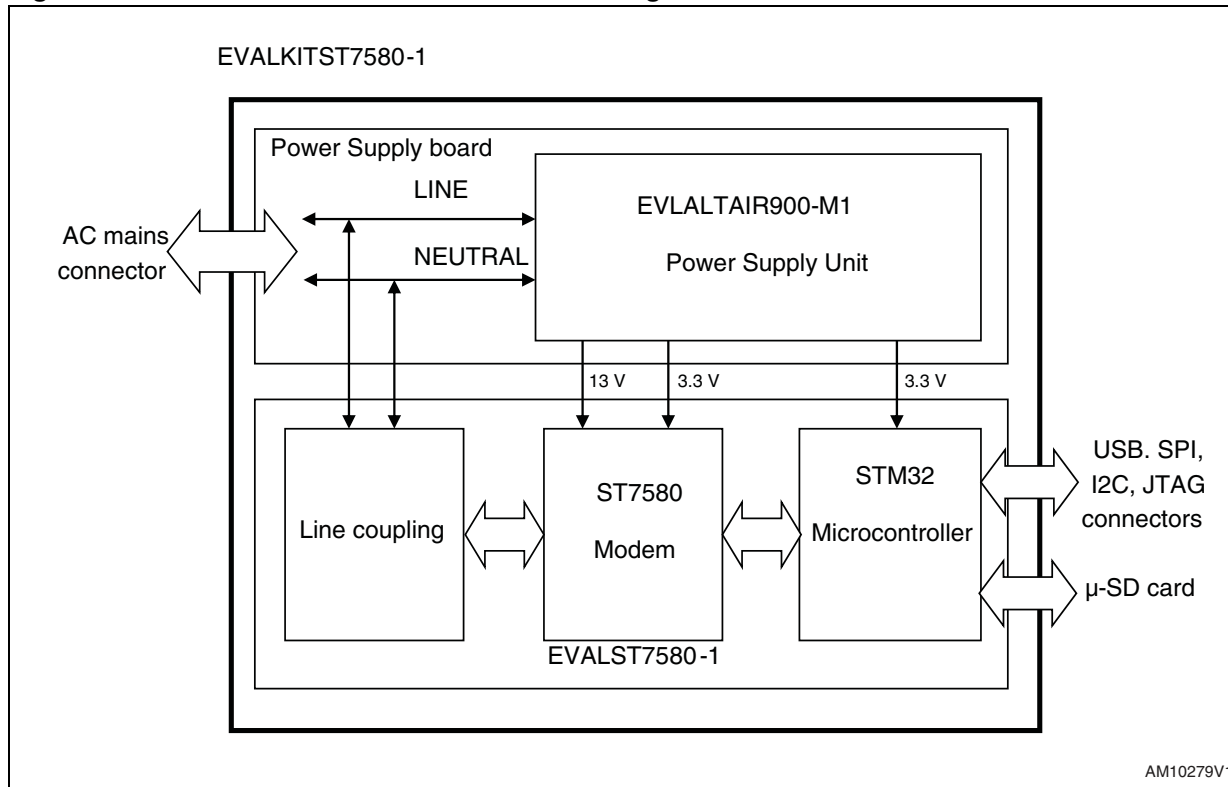 EVALKITST7580-1
Power Supply board
LINE
EVLALTAIR900-M1
AC mains
connector
NEUTRAL
Power Supply Unit
13 V
3.3 V
3.3 V
USB. SPI,
I2C, JTAG
connectors
ST7580
STM32
Line coupling
Modem
Microcontroller
µ-SD card
EVALST7580-1
AM10279V1